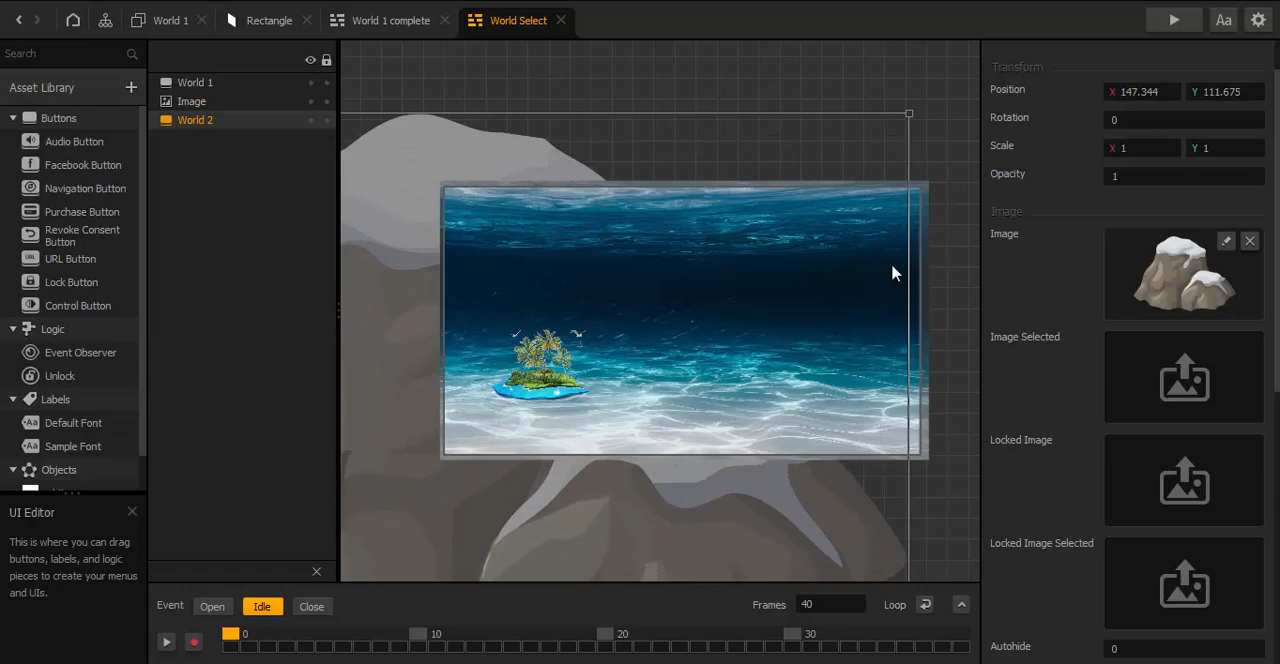 World 1
Rectangle
World 1 complete
World Select
Aa
Search
Asset Library
Buttons
Audio Button
Facebook Button
Navigation Button
Purchase Button
Revoke Consent
Button
URL Button
Lock Button
Control Button
Logic
Event Observer
Unlock
Labels
Default Font
Sample Font
Objects
UI Editor
This is where you can drag
buttons, labels, and logic
pieces to create your menus
and UIs.
World 1
Image
World 2
Transform
Position X 147.344 Y 111.675
Rotation 0
Scale X 1 Y 1
Opacity 1
Image
Image
Image Selected
Locked Image
Locked Image Selected
Autohide 0
Event Open Idle Close Frames 40 Loop
0 10 20 30